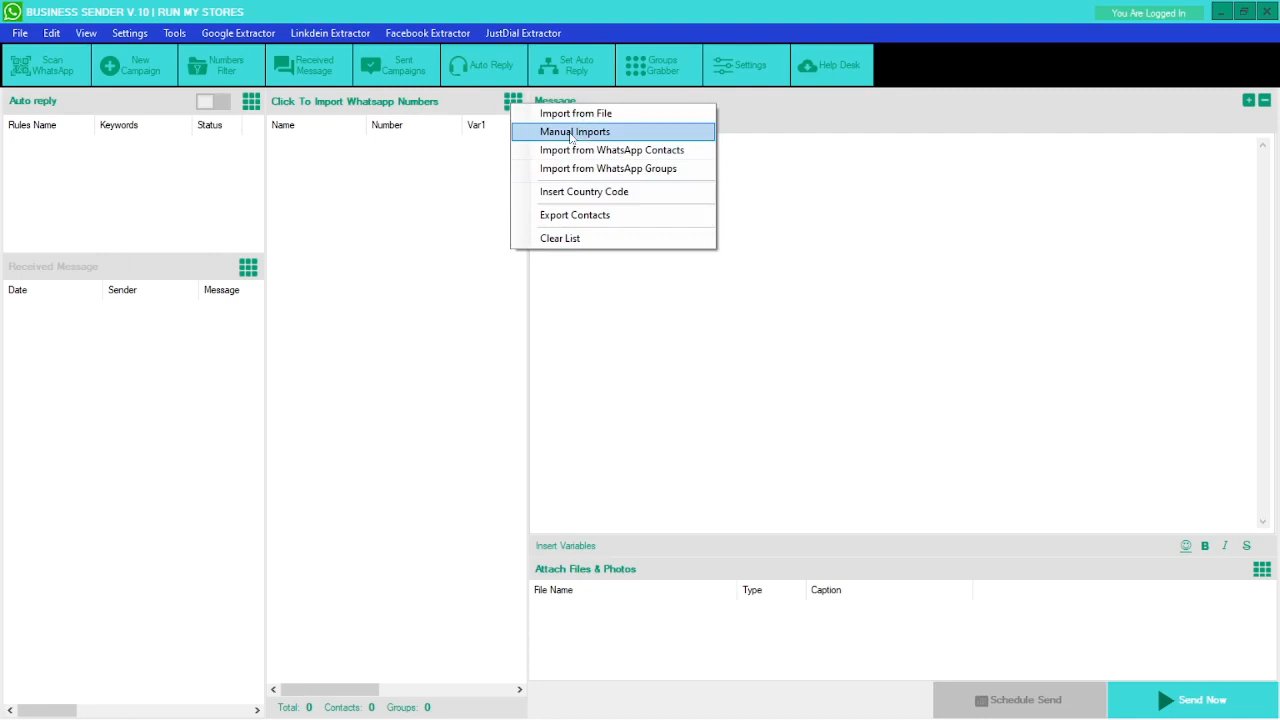 BUSINESS SENDER V.10 | RUN MY STORES
You Are Logged In
File Edit View Settings Tools Google Extractor Linkdein Extractor Facebook Extractor JustDial Extractor
Scan WhatsApp
New Campaign
Numbers Filter
Received Message
Sent Campaigns
Auto Reply
Set Auto Reply
Groups Grabber
Settings
Help Desk
Auto reply
Rules Name Keywords Status
Received Message
Date Sender Message
Click To Import Whatsapp Numbers
Name Number Var1
Message
Import from File
Manual Imports
Import from WhatsApp Contacts
Import from WhatsApp Groups
Insert Country Code
Export Contacts
Clear List
Insert Variables
B I S
Attach Files & Photos
File Name Type Caption
Total: 0 Contacts: 0 Groups: 0
Schedule Send
Send Now